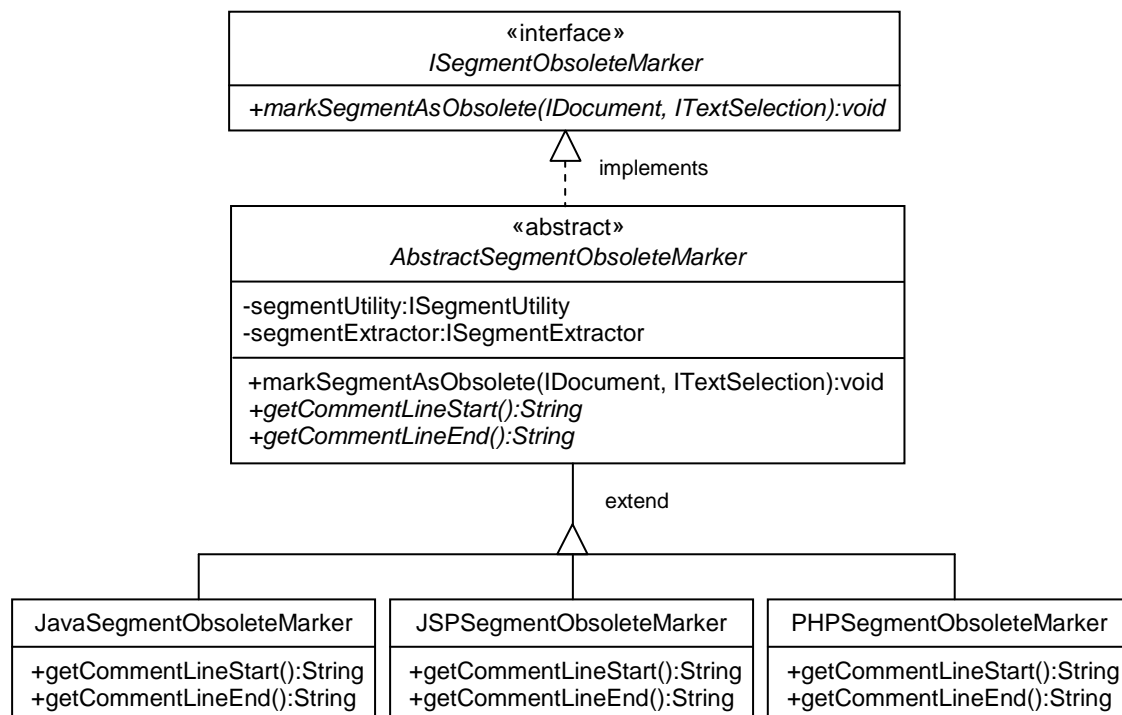 «interface»
ISegmentObsoleteMarker
+markSegmentAsObsolete(IDocument, ITextSelection):void
implements
«abstract»
AbstractSegmentObsoleteMarker
-segmentUtility:ISegmentUtility
-segmentExtractor:ISegmentExtractor
+markSegmentAsObsolete(IDocument, ITextSelection):void
+getCommentLineStart():String
+getCommentLineEnd():String
extend
JavaSegmentObsoleteMarker
+getCommentLineStart():String
+getCommentLineEnd():String
JSPSegmentObsoleteMarker
+getCommentLineStart():String
+getCommentLineEnd():String
PHPSegmentObsoleteMarker
+getCommentLineStart():String
+getCommentLineEnd():String